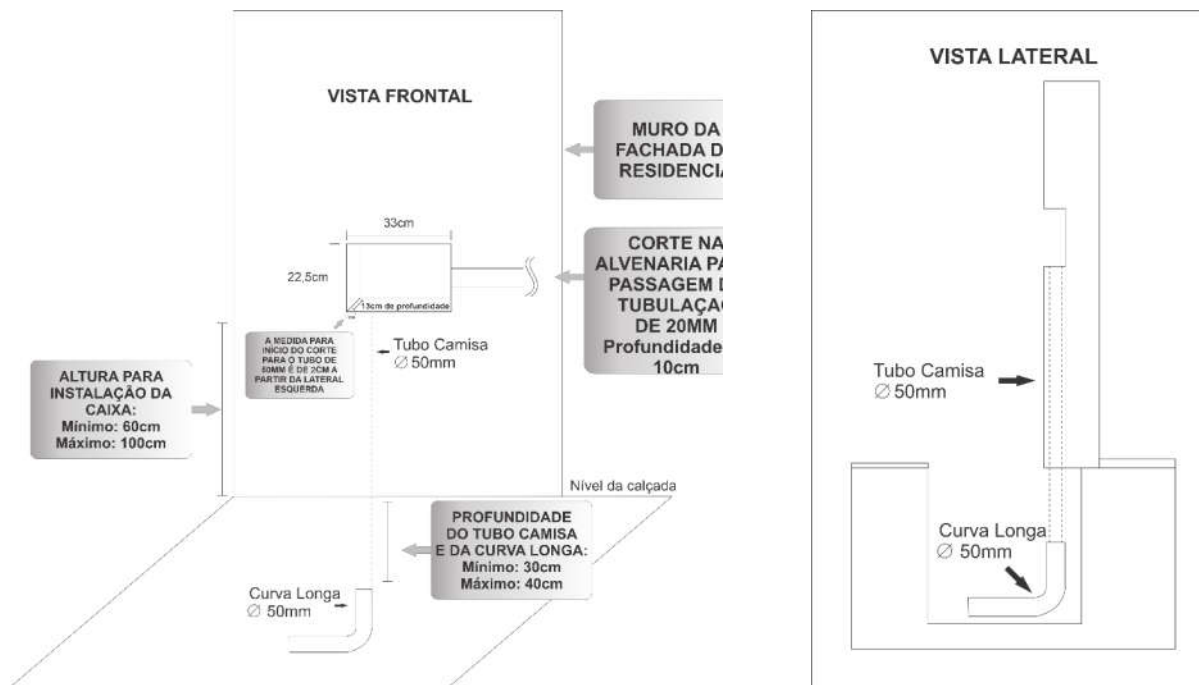 VISTA FRONTAL
MURO DA
FACHADA D
RESIDENCIA
33cm
22,5cm
13cm de profundidade
CORTE NA
ALVENARIA PA
PASSAGEM D
TUBULAÇÃ
DE 20MM
Profundidade
10cm
A MEDIDA PARA
INÍCIO DO CORTE
PARA O TUBO DE
50MM É DE 2CM A
PARTIR DA LATERAL
ESQUERDA
Tubo Camisa
∅ 50mm
ALTURA PARA
INSTALAÇÃO DA
CAIXA:
Mínimo: 60cm
Máximo: 100cm
Nível da calçada
PROFUNDIDADE
DO TUBO CAMISA
E DA CURVA LONGA:
Mínimo: 30cm
Máximo: 40cm
Curva Longa
∅ 50mm
VISTA LATERAL
Tubo Camisa
∅ 50mm
Curva Longa
∅ 50mm